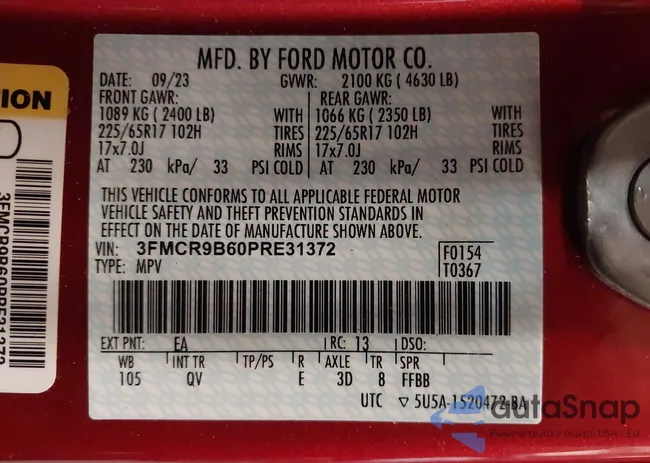 MFD. BY FORD MOTOR CO.
DATE: 09/23 GVWR: 2100 KG ( 4630 LB)
FRONT GAWR: REAR GAWR:
1089 KG ( 2400 LB) WITH 1066 KG ( 2350 LB) WITH
225/65R17 102H TIRES 225/65R17 102H TIRES
17x7.0J RIMS 17x7.0J RIMS
AT 230 kPa/ 33 PSI COLD AT 230 kPa/ 33 PSI COLD
THIS VEHICLE CONFORMS TO ALL APPLICABLE FEDERAL MOTOR
VEHICLE SAFETY AND THEFT PREVENTION STANDARDS IN
EFFECT ON THE DATE OF MANUFACTURE SHOWN ABOVE.
VIN: 3FMCR9B60PRE31372 F0154
TYPE: MPV T0367
EXT PNT: EA RC: 13 DSO:
WB INT TR TP/PS R AXLE TR SPR
105 QV E 3D 8 FFBB
UTC ▽ 5U5A-1520472-BA
TION
3FMCR9B60PRE31372
autoSnap